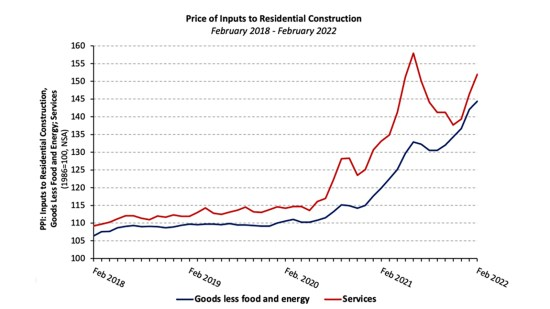 Price of Inputs to Residential Construction
February 2018 - February 2022
PPI: Inputs to Residential Construction,
Goods Less Food and Energy; Services
(1986=100, NSA)
160
155
150
145
140
135
130
125
120
115
110
105
100
Feb 2018
Feb 2019
Feb. 2020
Feb 2021
Feb 2022
Goods less food and energy
Services